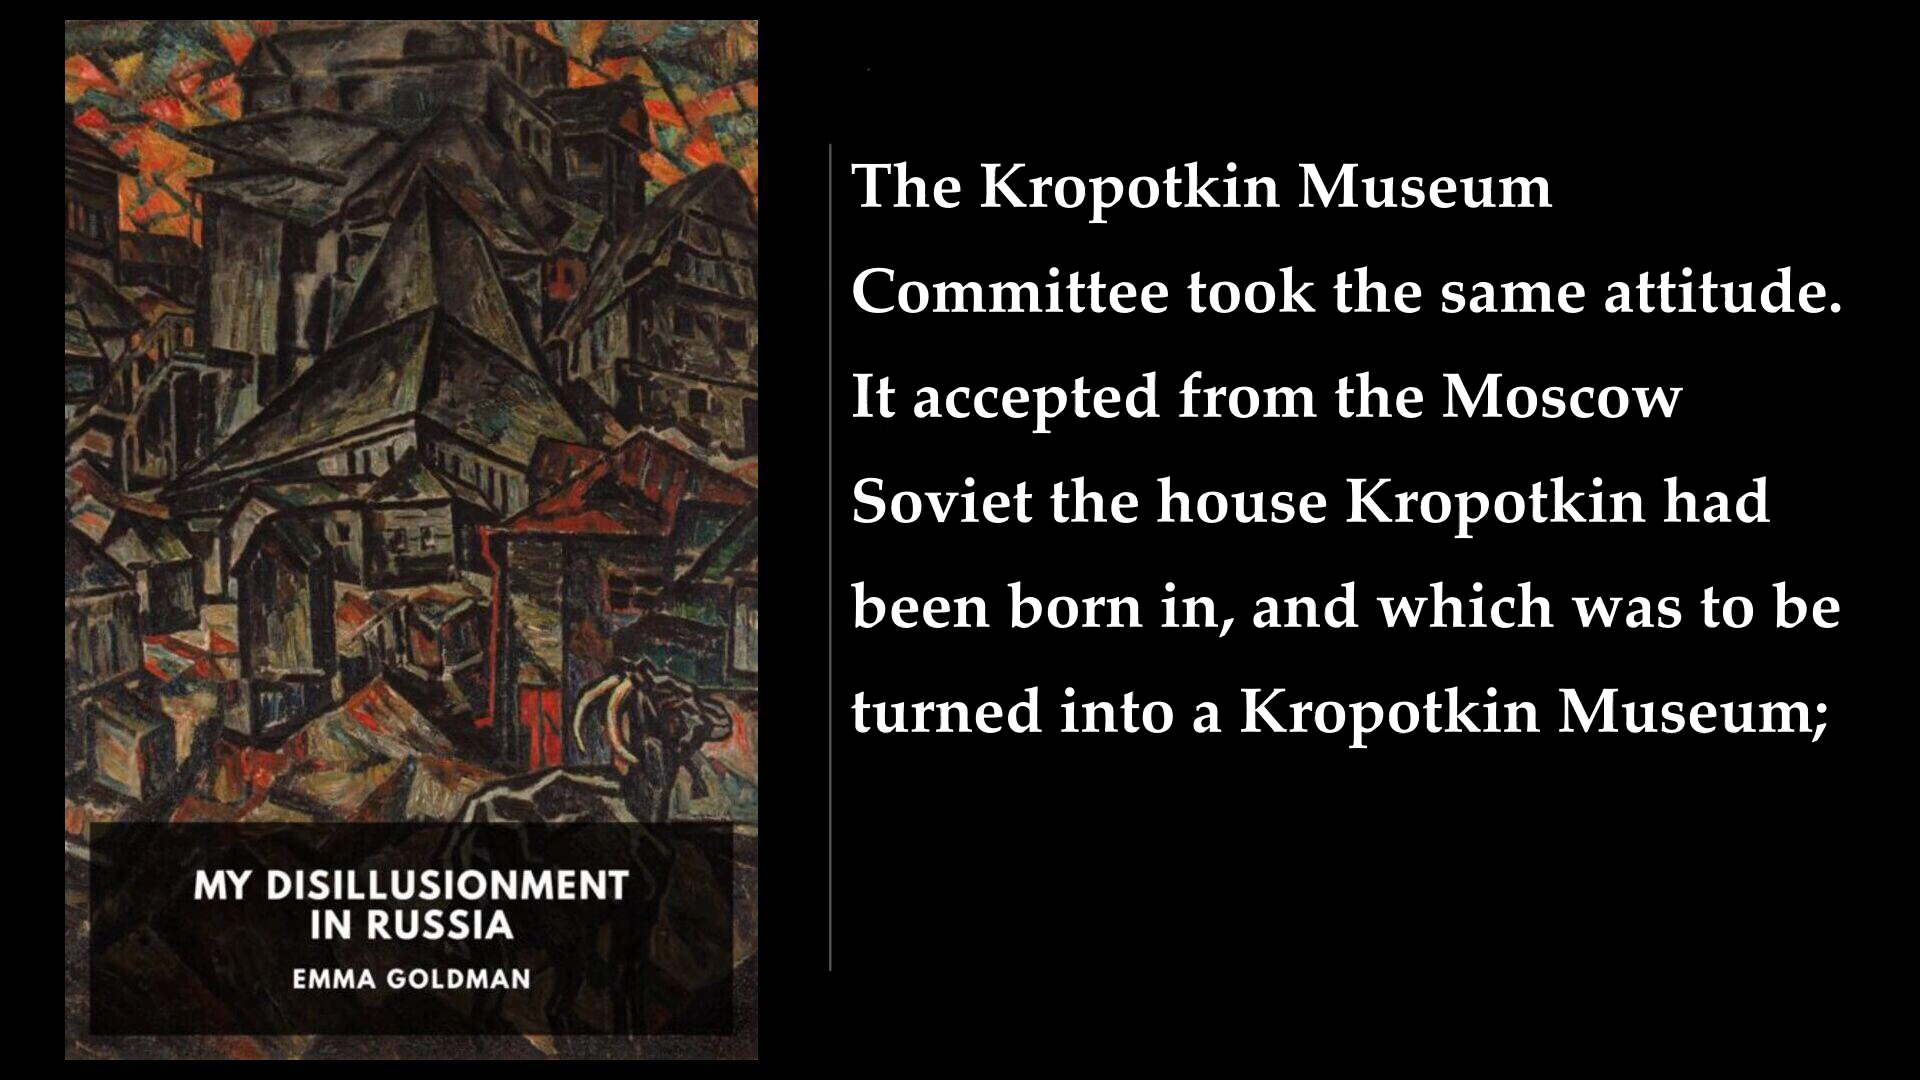 The Kropotkin Museum
Committee took the same attitude.
It accepted from the Moscow
Soviet the house Kropotkin had
been born in, and which was to be
turned into a Kropotkin Museum;
MY DISILLUSIONMENT
IN RUSSIA
EMMA GOLDMAN